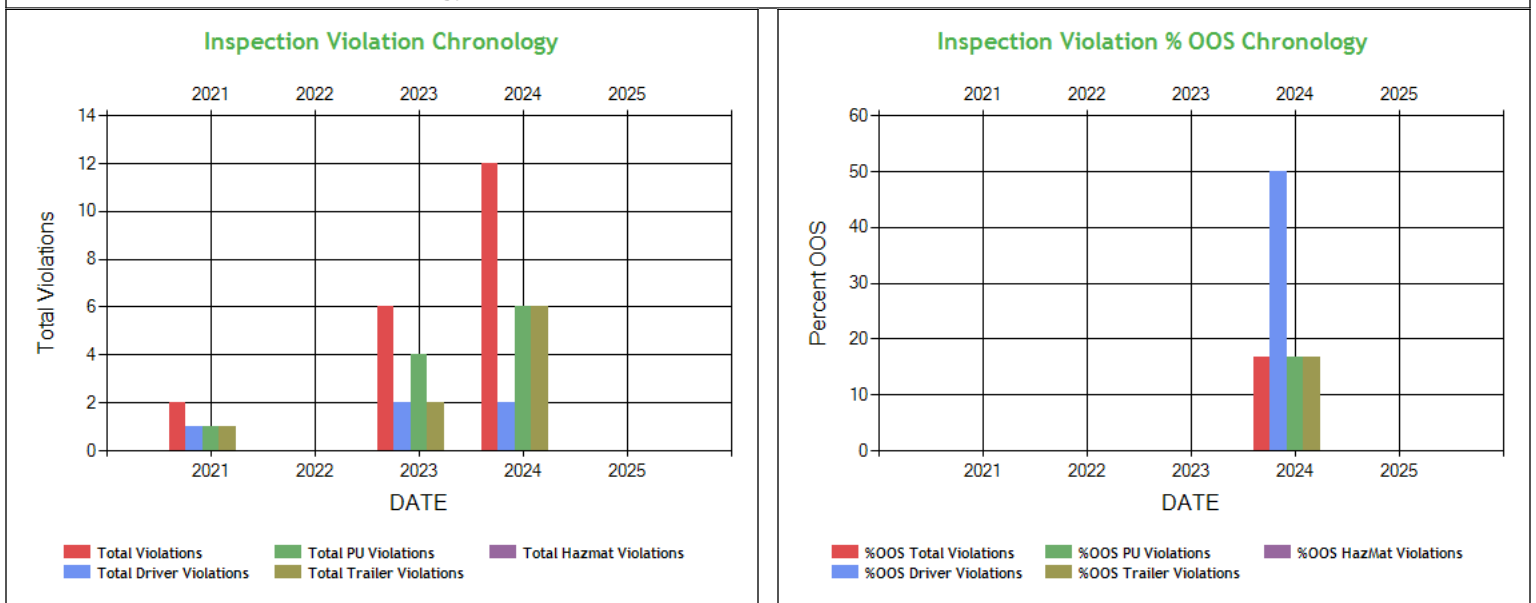 Inspection Violation Chronology
2021 2022 2023 2024 2025
14
12
10
8
6
4
2
0
Total Violations
2021 2022 2023 2024 2025
DATE
Total Violations Total PU Violations Total Hazmat Violations
Total Driver Violations Total Trailer Violations
Inspection Violation % OOS Chronology
2021 2022 2023 2024 2025
60
50
40
30
20
10
0
Percent OOS
2021 2022 2023 2024 2025
DATE
%OOS Total Violations %OOS PU Violations %OOS HazMat Violations
%OOS Driver Violations %OOS Trailer Violations